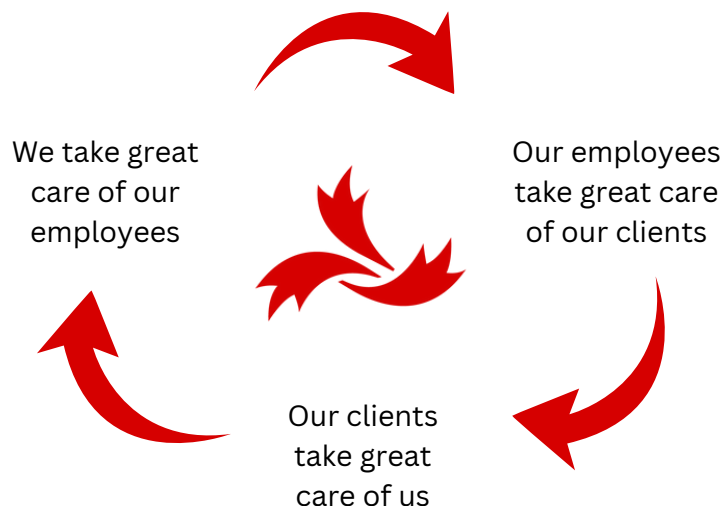 We take great
care of our
employees
Our employees
take great care
of our clients
Our clients
take great
care of us